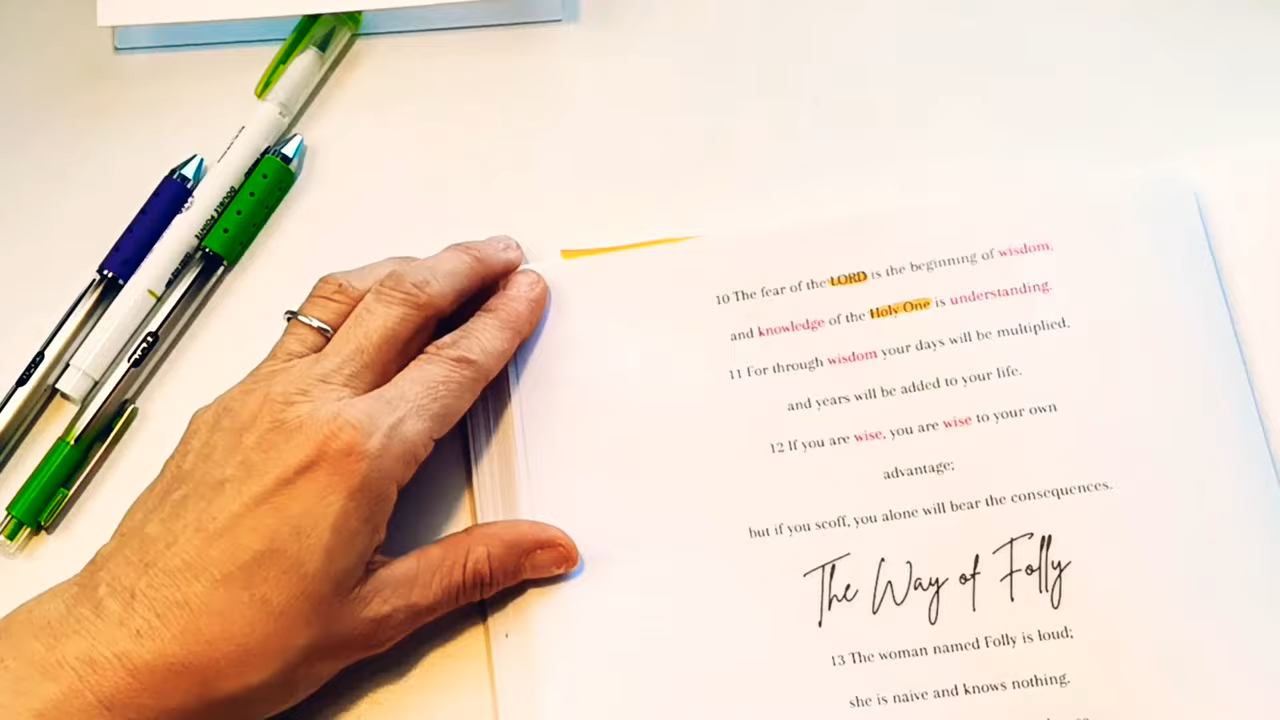 10 The fear of the LORD is the beginning of wisdom,
and knowledge of the Holy One is understanding.
11 For through wisdom your days will be multiplied,
and years will be added to your life.
12 If you are wise, you are wise to your own
advantage;
but if you scoff, you alone will bear the consequences.
The Way of Folly
13 The woman named Folly is loud;
she is naive and knows nothing.